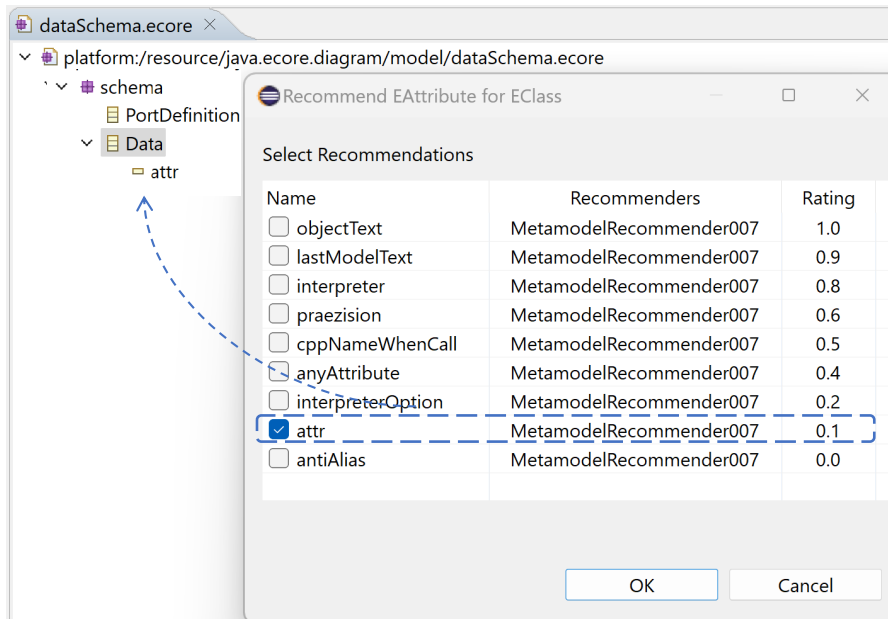 dataSchema.ecore
platform:/resource/java.ecore.diagram/model/dataSchema.ecore
schema
PortDefinition
Data
attr
Recommend EAttribute for EClass
Select Recommendations
Name Recommenders Rating
objectText MetamodelRecommender007 1.0
lastModelText MetamodelRecommender007 0.9
interpreter MetamodelRecommender007 0.8
praezision MetamodelRecommender007 0.6
cppNameWhenCall MetamodelRecommender007 0.5
anyAttribute MetamodelRecommender007 0.4
interpreterOption MetamodelRecommender007 0.2
attr MetamodelRecommender007 0.1
antiAlias MetamodelRecommender007 0.0
OK Cancel